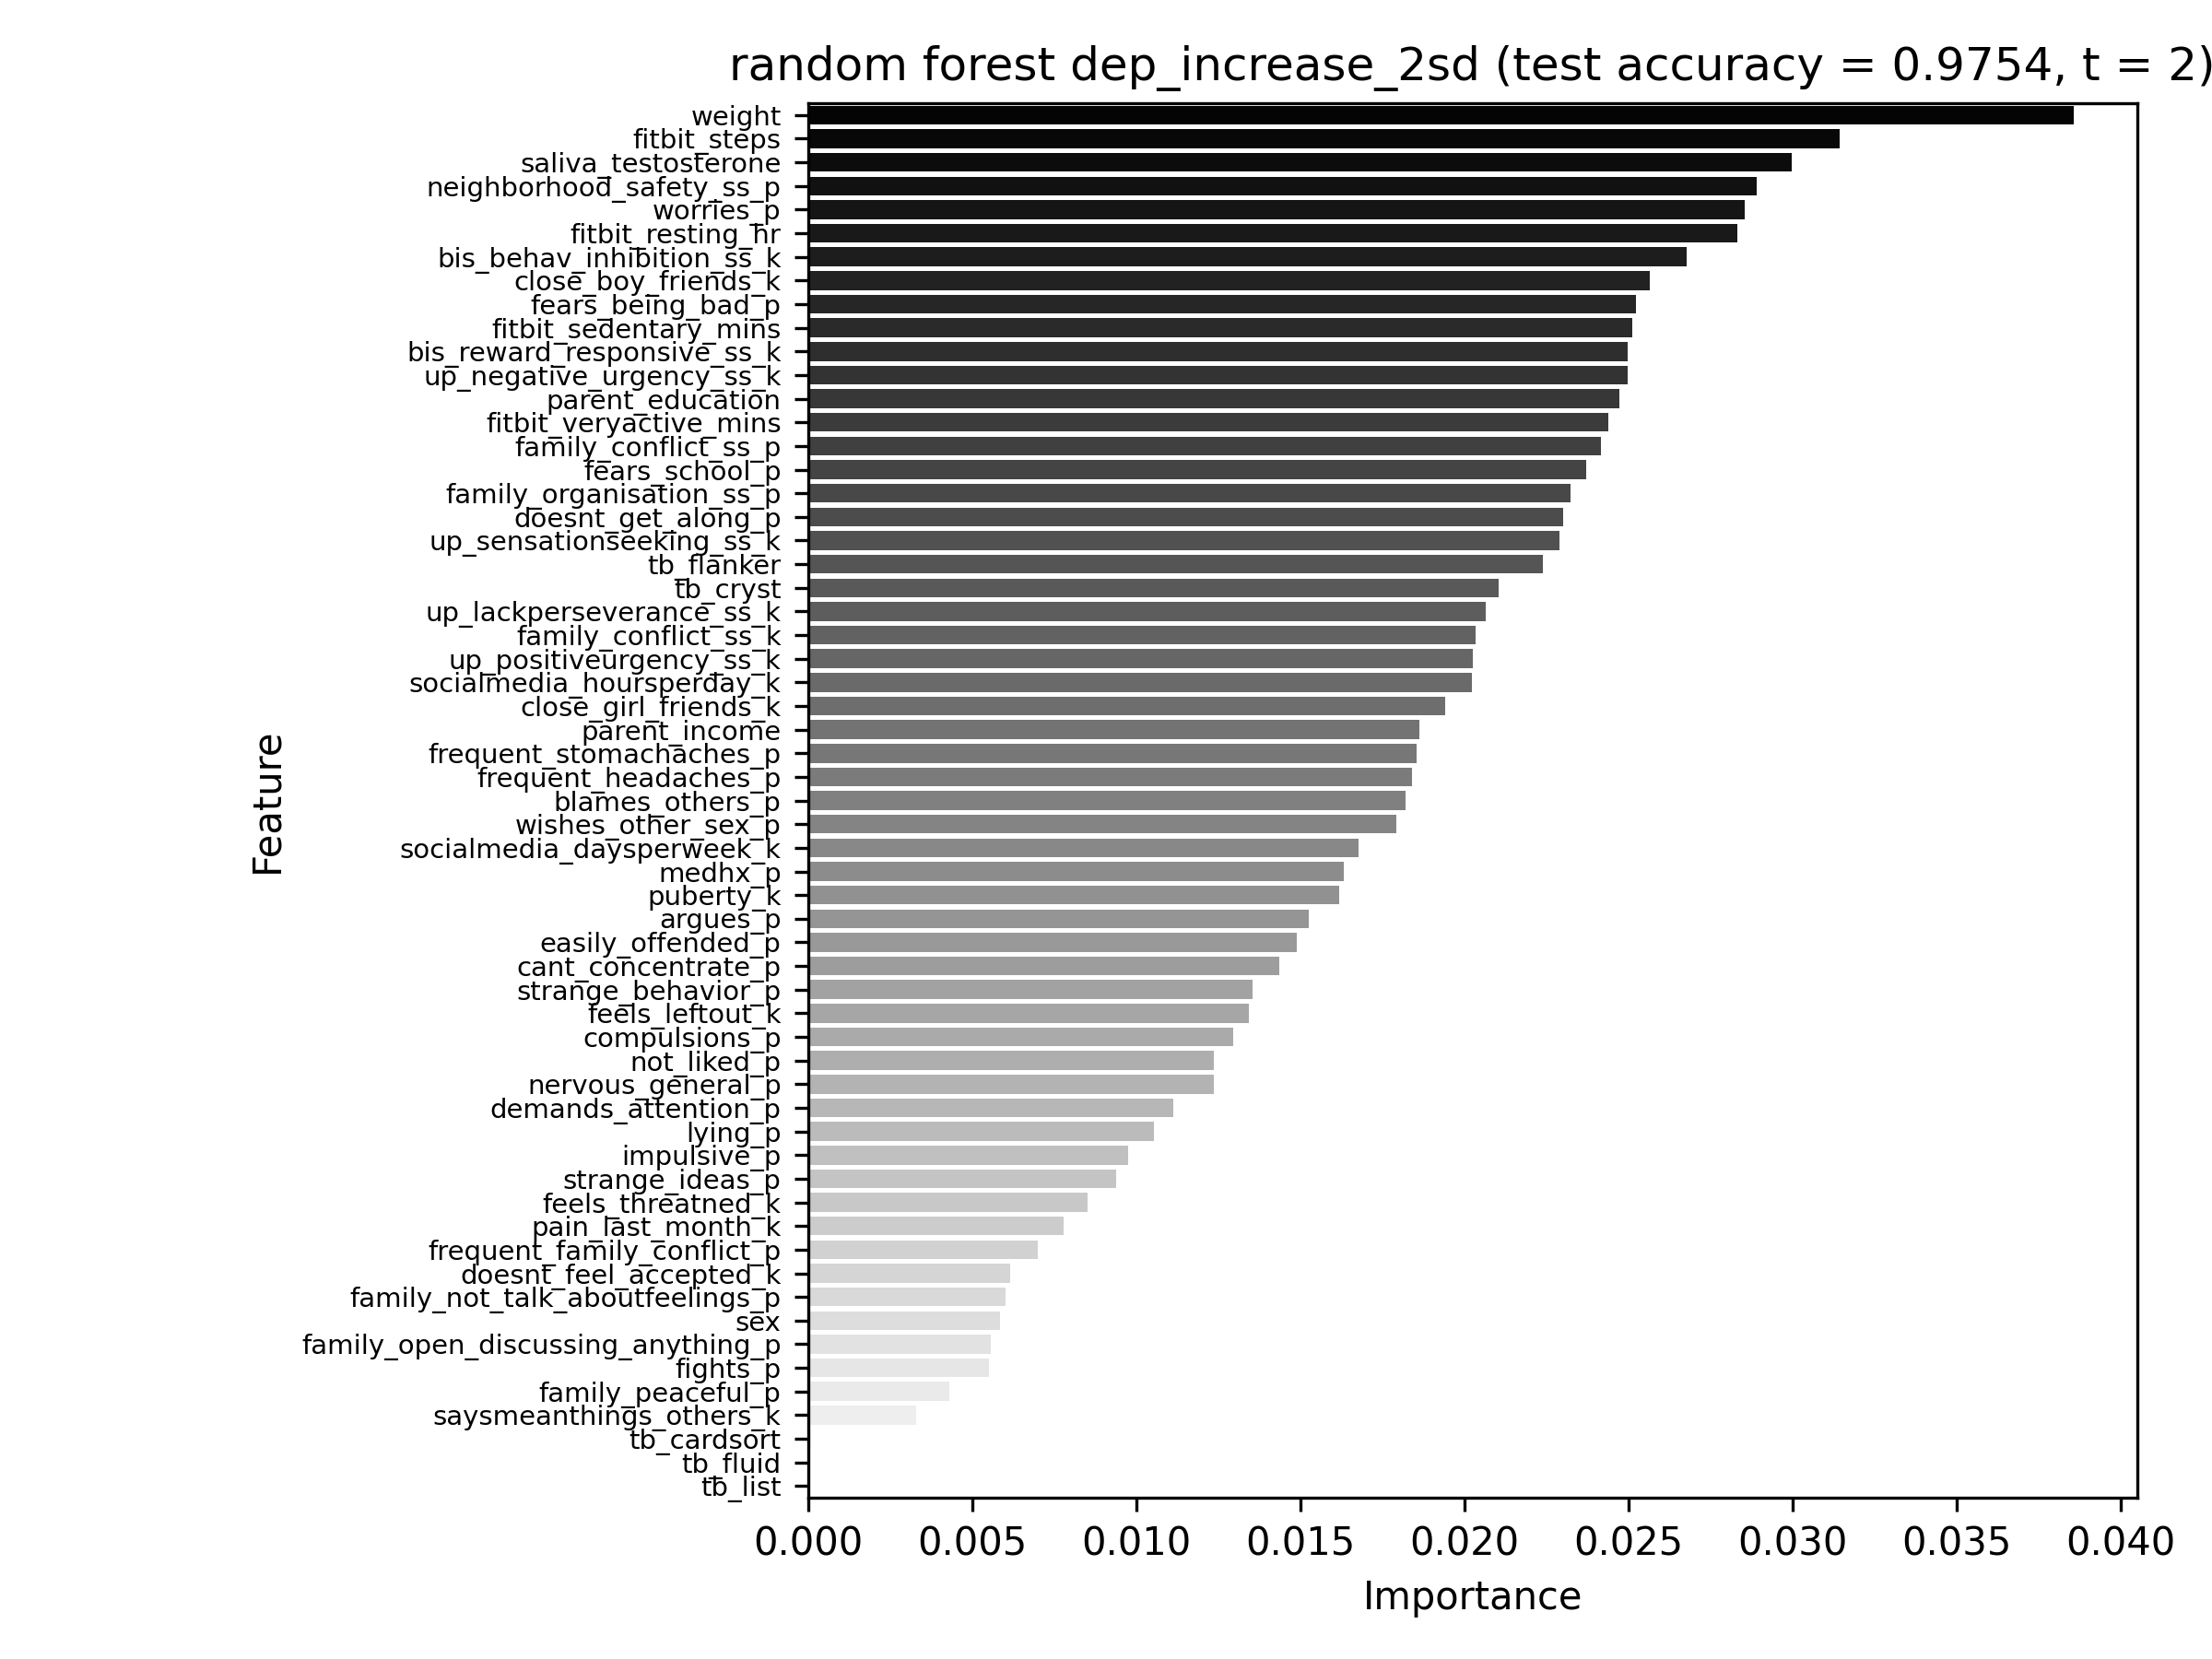 random forest dep_increase_2sd (test accuracy = 0.9754, t = 2)
weight
fitbit_steps
saliva_testosterone
neighborhood_safety_ss_p
worries_p
fitbit_resting_hr
bis_behav_inhibition_ss_k
close_boy_friends_k
fears_being_bad_p
fitbit_sedentary_mins
bis_reward_responsive_ss_k
up_negative_urgency_ss_k
parent_education
fitbit_veryactive_mins
family_conflict_ss_p
fears_school_p
family_organisation_ss_p
doesnt_get_along_p
up_sensationseeking_ss_k
tb_flanker
tb_cryst
up_lackperseverance_ss_k
family_conflict_ss_k
up_positiveurgency_ss_k
socialmedia_hoursperday_k
close_girl_friends_k
parent_income
frequent_stomachaches_p
frequent_headaches_p
blames_others_p
wishes_other_sex_p
socialmedia_daysperweek_k
medhx_p
puberty_k
argues_p
easily_offended_p
cant_concentrate_p
strange_behavior_p
feels_leftout_k
compulsions_p
not_liked_p
nervous_general_p
demands_attention_p
lying_p
impulsive_p
strange_ideas_p
feels_threatned_k
pain_last_month_k
frequent_family_conflict_p
doesnt_feel_accepted_k
family_not_talk_aboutfeelings_p
sex
family_open_discussing_anything_p
fights_p
family_peaceful_p
saysmeanthings_others_k
tb_cardsort
tb_fluid
tb_list
Feature
0.000 0.005 0.010 0.015 0.020 0.025 0.030 0.035 0.040
Importance